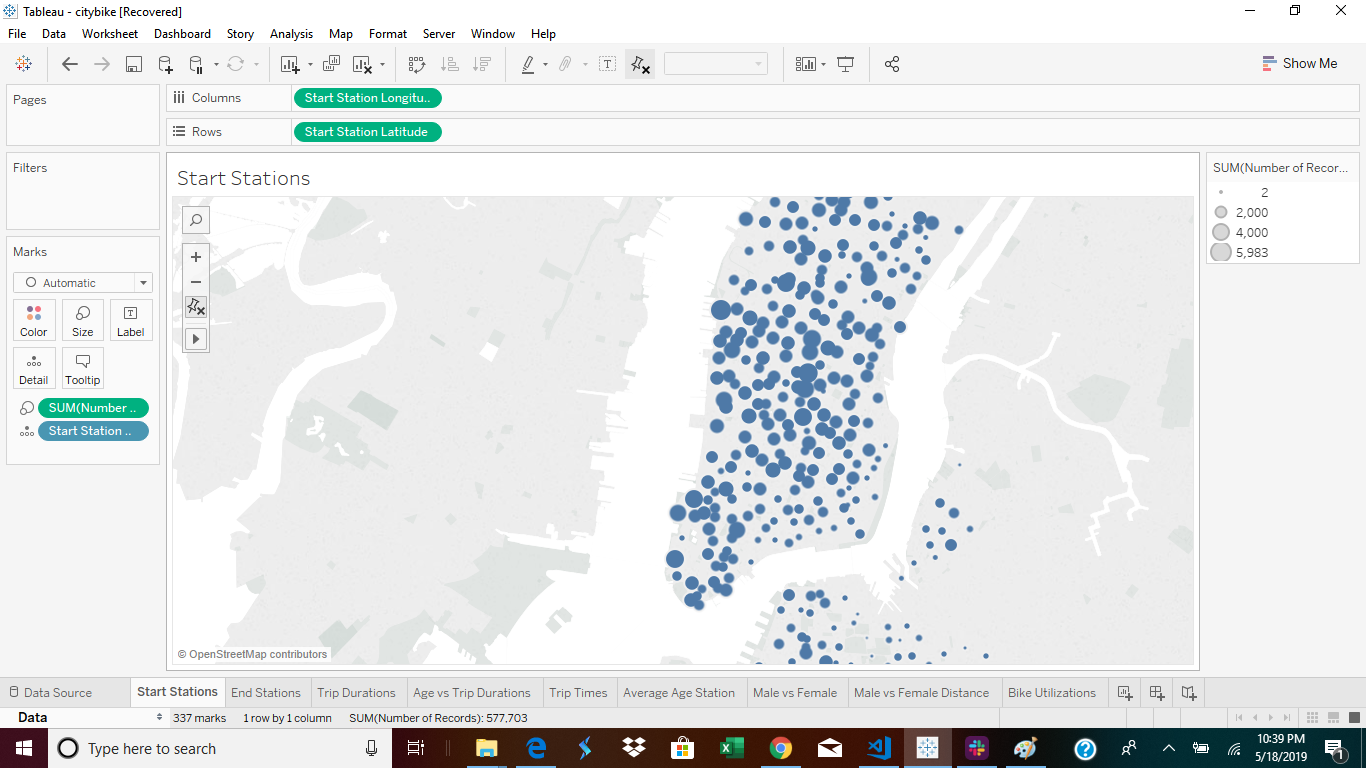 Tableau - citybike [Recovered]
File Data Worksheet Dashboard Story Analysis Map Format Server Window Help
Show Me
Pages
Columns
Start Station Longitu..
Rows
Start Station Latitude
Filters
Marks
Automatic
Color Size Label
Detail Tooltip
SUM(Number ..
Start Station ..
Start Stations
© OpenStreetMap contributors
SUM(Number of Recor...
2
2,000
4,000
5,983
Data Source Start Stations End Stations Trip Durations Age vs Trip Durations Trip Times Average Age Station Male vs Female Male vs Female Distance Bike Utilizations
Data 337 marks 1 row by 1 column SUM(Number of Records): 577,703
Type here to search
10:39 PM
5/18/2019
1